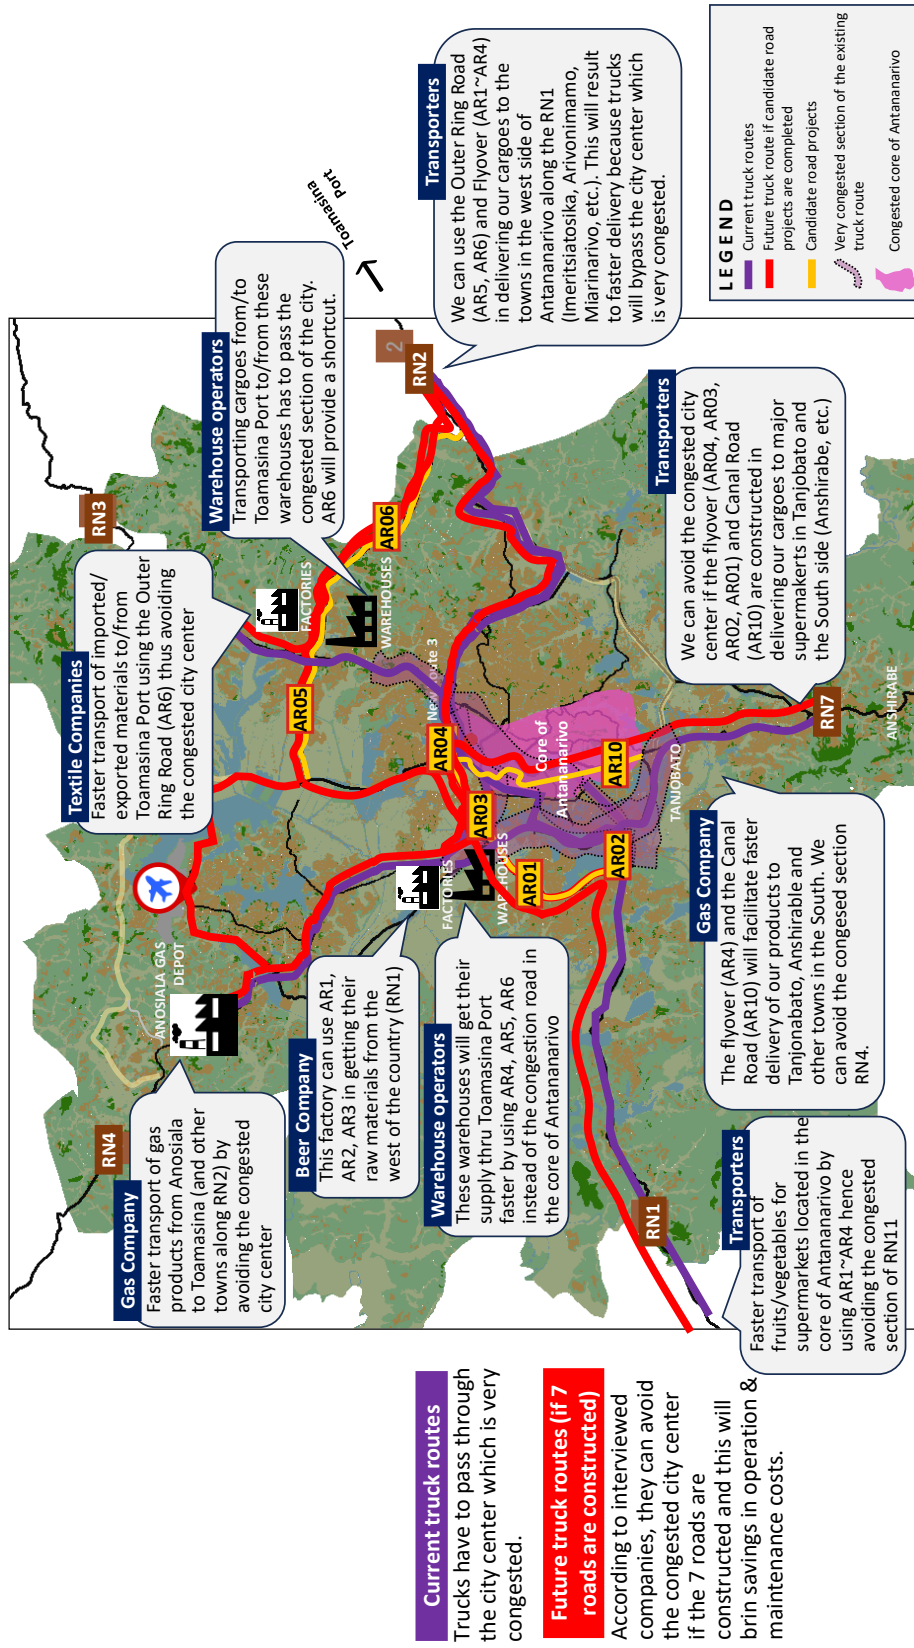 Current truck routes
Trucks have to pass through
the city center which is very
congested.
Future truck routes (if 7
roads are constructed)
According to interviewed
companies, they can avoid
the congested city center
if the 7 roads are
constructed and this will
brin savings in operation &
maintenance costs.
Gas Company
Faster transport of gas
products from Anosiala
to Toamasina (and other
towns along RN2) by
avoiding the congested
city center
Textile Companies
Faster transport of imported/
exported materials to/from
Toamasina Port using the Outer
Ring Road (AR6) thus avoiding
the congested city center
Warehouse operators
Transporting cargoes from/to
Toamasina Port to/from these
warehouses has to pass the
congested section of the city.
AR6 will provide a shortcut.
Toamasina
Port
Transporters
We can use the Outer Ring Road
(AR5, AR6) and Flyover (AR1~AR4)
in delivering our cargoes to the
towns in the west side of
Antananarivo along the RN1
(Imeritsiatosika, Arivonimamo,
Miarinarivo, etc.). This will result
to faster delivery because trucks
will bypass the city center which
is very congested.
Beer Company
This factory can use AR1,
AR2, AR3 in getting their
raw materials from the
west of the country (RN1)
Warehouse operators
These warehouses will get their
supply thru Toamasina Port
faster by using AR4, AR5, AR6
instead of the congestion road in
the core of Antananarivo
Transporters
Faster transport of
fruits/vegetables for
supermarkets located in the
core of Antananarivo by
using AR1~AR4 hence
avoiding the congested
section of RN11
Gas Company
The flyover (AR4) and the Canal
Road (AR10) will facilitate faster
delivery of our products to
Tanjonabato, Anshirable and
other towns in the South. We
can avoid the congesed section
RN4.
Transporters
We can avoid the congested city
center if the flyover (AR04, AR03,
AR02, AR01) and Canal Road
(AR10) are constructed in
delivering our cargoes to major
supermakerts in Tanjobato and
the South side (Anshirabe, etc.)
RN4
RN3
2
RN2
RN1
RN7
ANOSIALA GAS
DEPOT
FACTORIES
WAREHOUSES
FACTORIES
WAREHOUSES
AR05
AR06
AR04
AR03
AR01
AR02
AR10
Core of
Antananarivo
TANJOBATO
ANSHIRABE
LEGEND
Current truck routes
Future truck route if candidate road
projects are completed
Candidate road projects
Very congested section of the existing
truck route
Congested core of Antananarivo